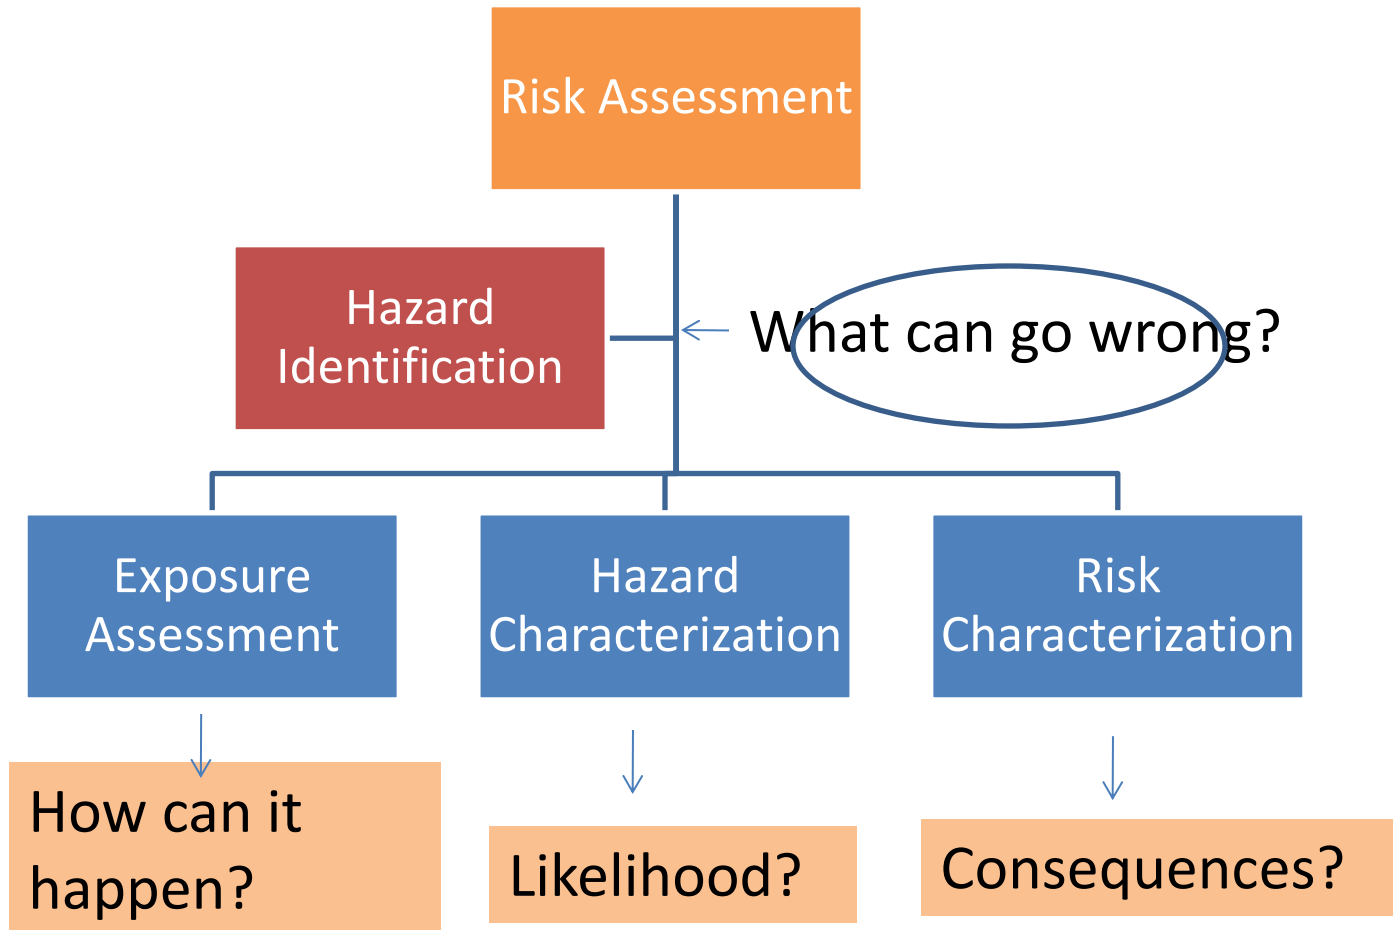 Risk Assessment
Hazard
Identification
What can go wrong?
Exposure
Assessment
Hazard
Characterization
Risk
Characterization
How can it
happen?
Likelihood?
Consequences?